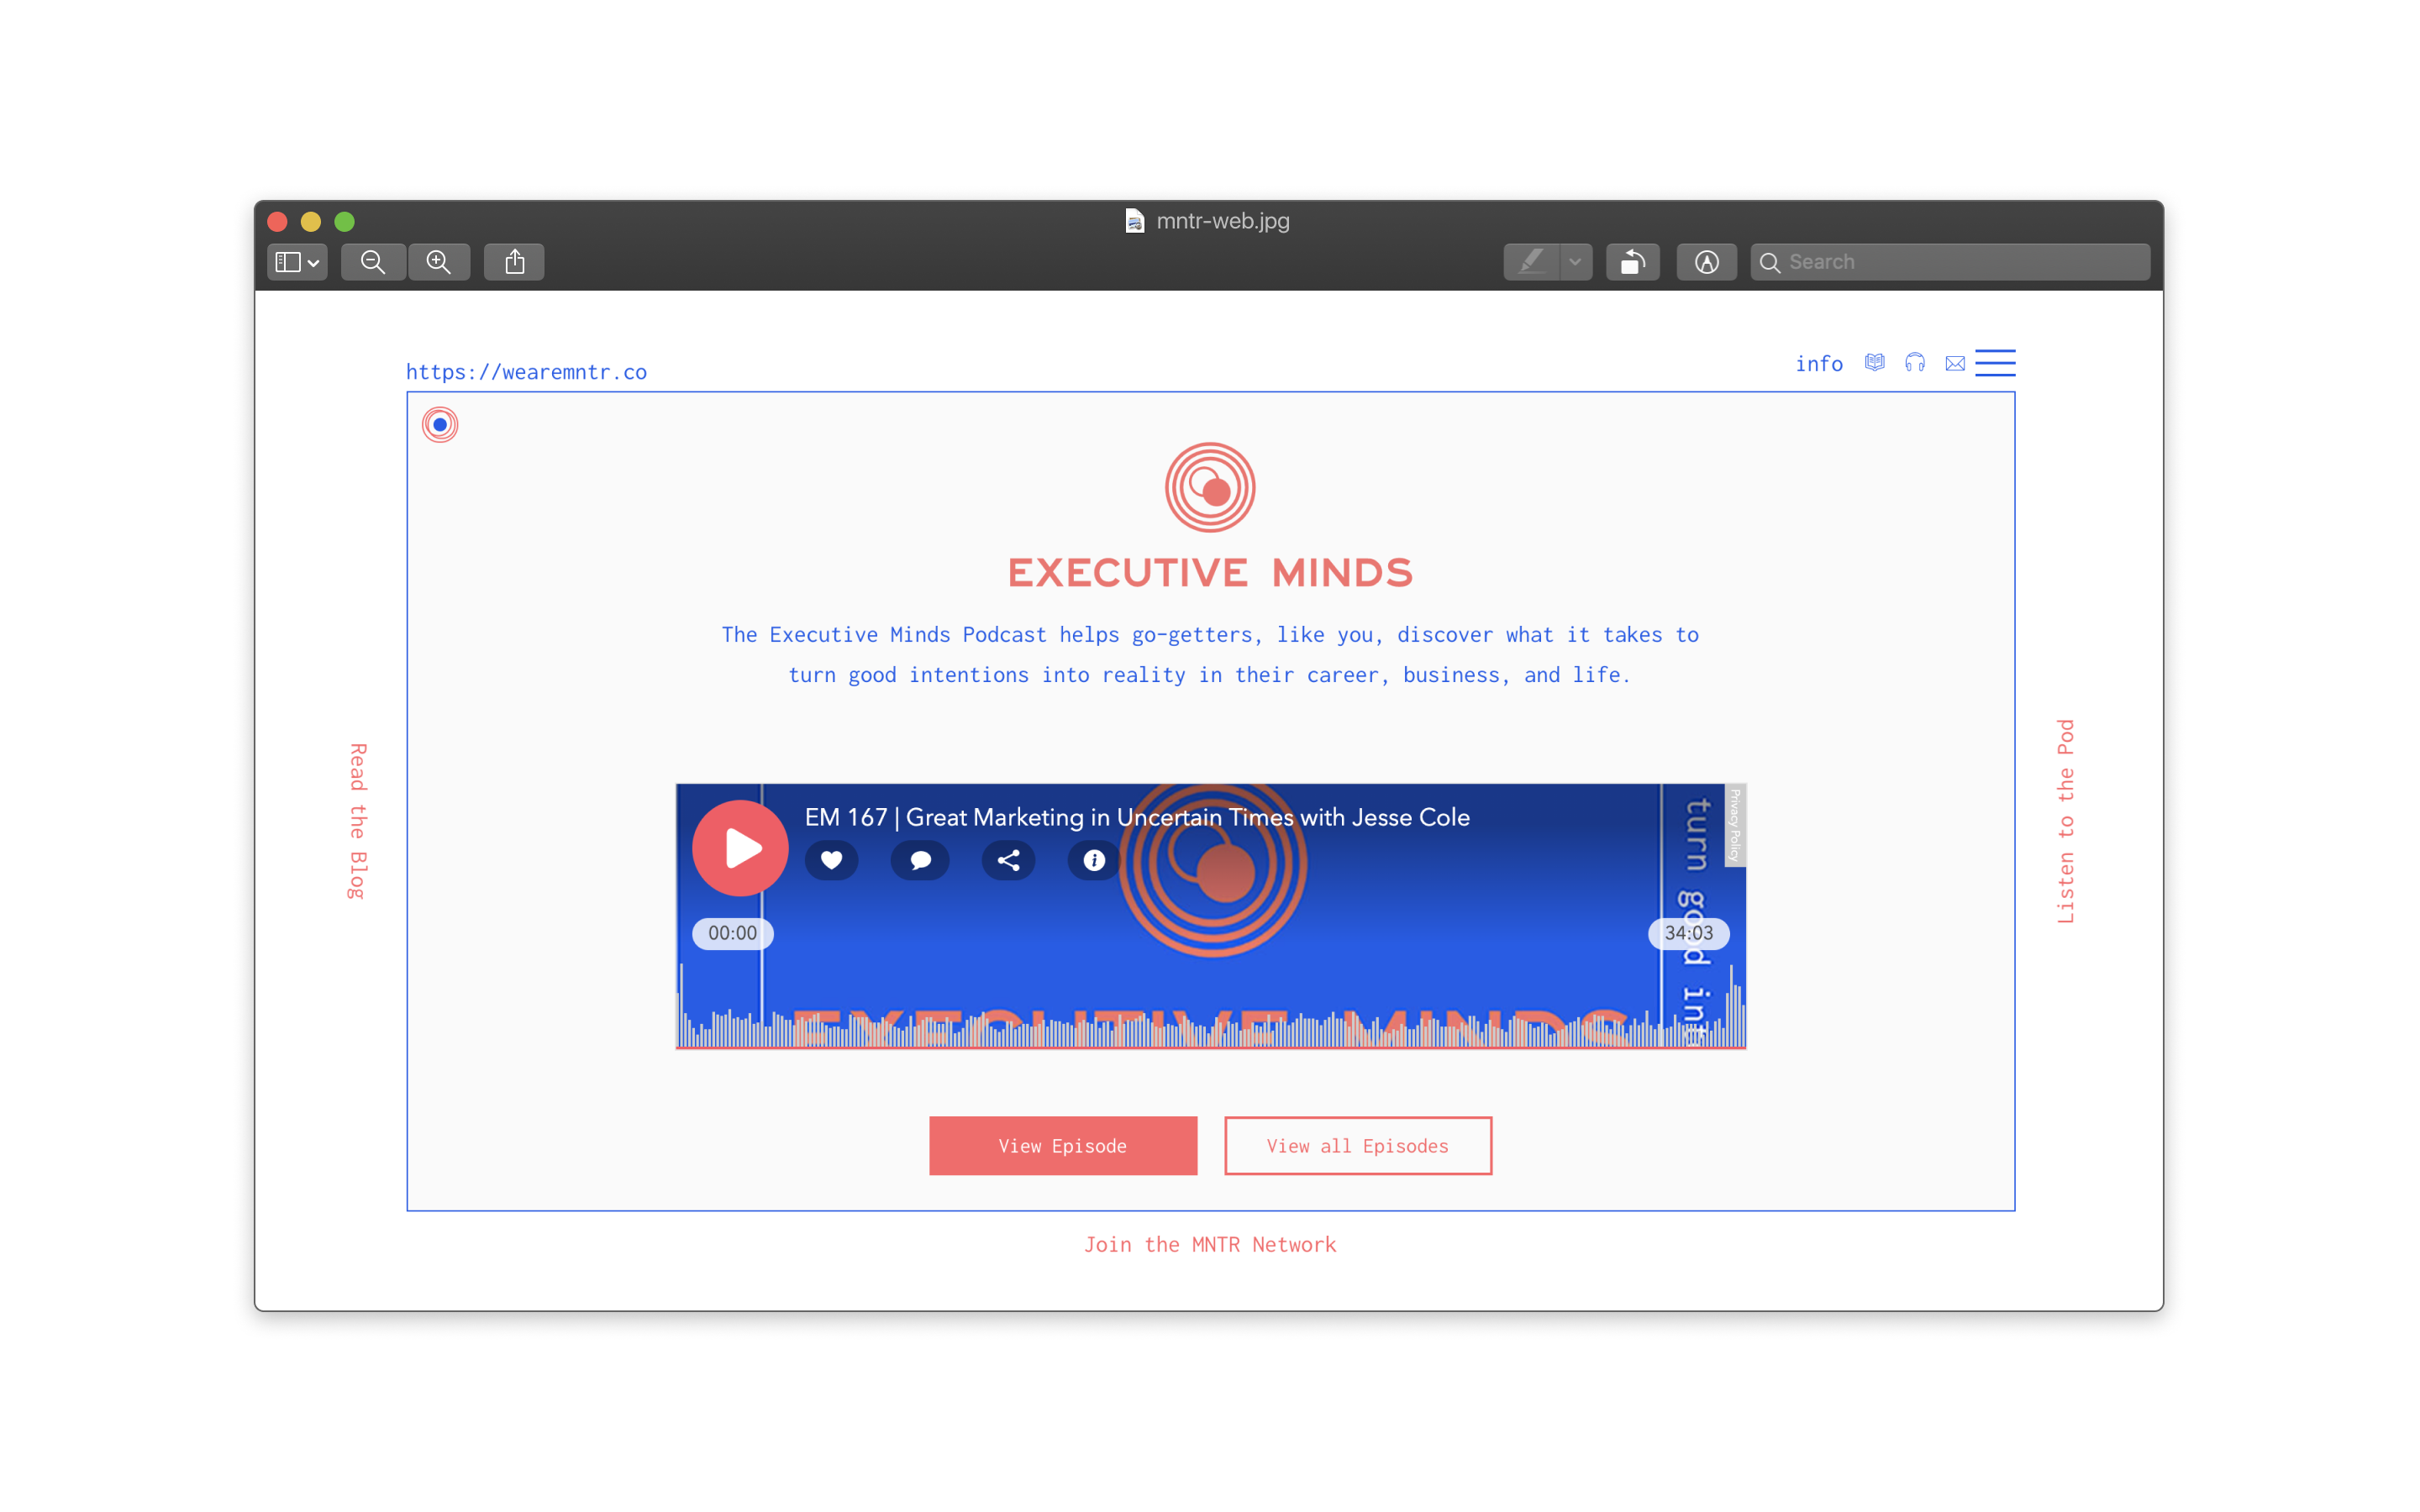 mntr-web.jpg
Search
https://wearemntr.co
info
EXECUTIVE MINDS
The Executive Minds Podcast helps go-getters, like you, discover what it takes to
turn good intentions into reality in their career, business, and life.
Read the Blog
Listen to the Pod
EM 167 | Great Marketing in Uncertain Times with Jesse Cole
Privacy Policy
turn good int
00:00
34:03
EXECUTIVE MINDS
View Episode
View all Episodes
Join the MNTR Network